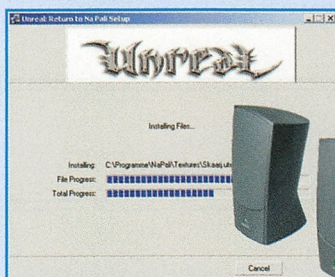 Unreal: Return to Na Pali Setup
Unreal
Installing Files...
Installing: C:\Programme\NaPali\Textures\Skaarj.utx
File Progress:
Total Progress:
Cancel